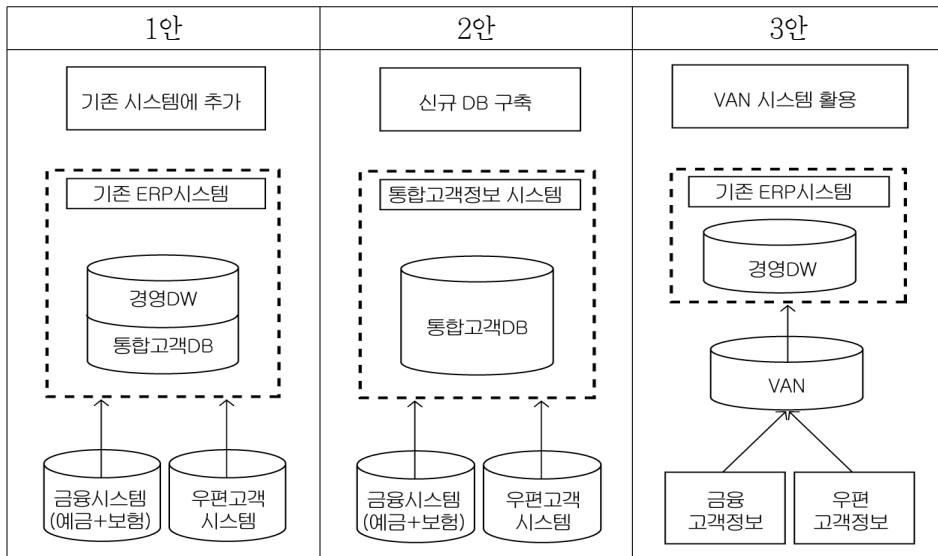 1안
2안
3안
기존 시스템에 추가
신규 DB 구축
VAN 시스템 활용
기존 ERP시스템
통합고객정보 시스템
기존 ERP시스템
경영DW
통합고객DB
통합고객DB
경영DW
VAN
금융시스템
(예금+보험)
우편고객
시스템
금융시스템
(예금+보험)
우편고객
시스템
금융
고객정보
우편
고객정보